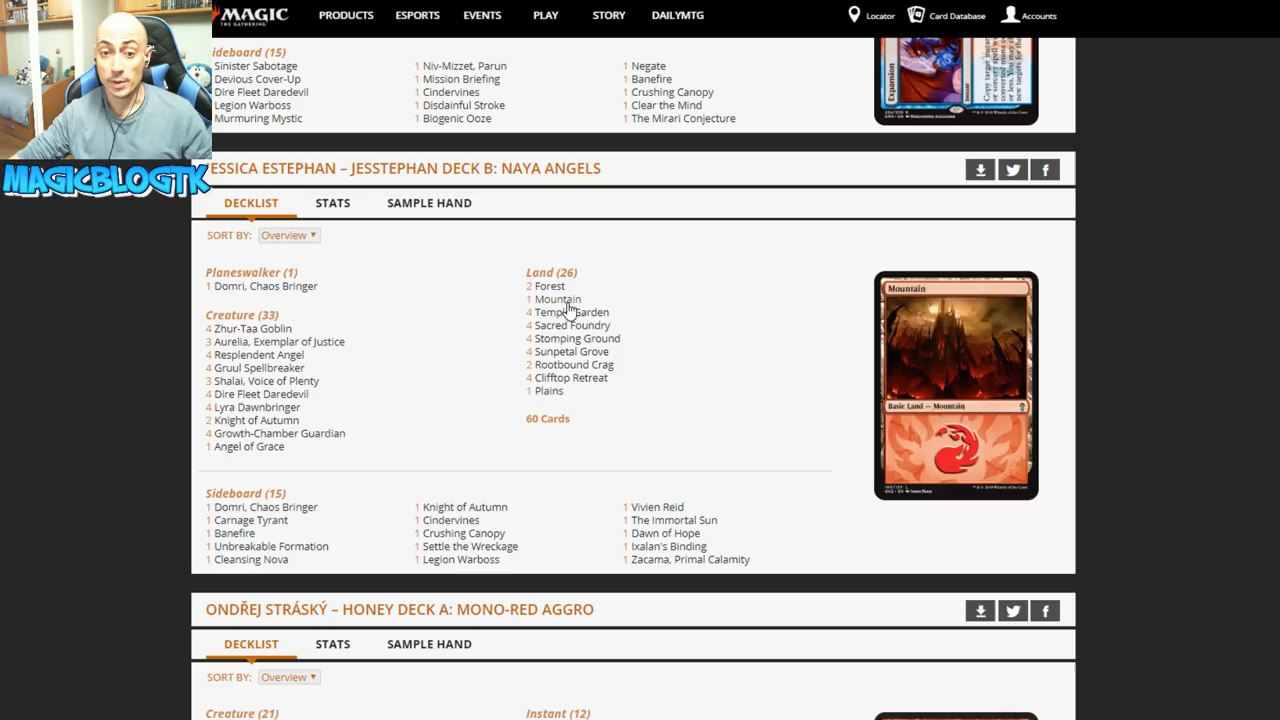 MAGIC
THE GATHERING
PRODUCTS
ESPORTS
EVENTS
PLAY
STORY
DAILYMTG
Locator
Card Database
Accounts
ideboard (15)
Sinister Sabotage
Devious Cover-Up
Dire Fleet Daredevil
Legion Warboss
Murmuring Mystic
1 Niv-Mizzet, Parun
1 Mission Briefing
1 Cindervines
1 Disdainful Stroke
1 Biogenic Ooze
1 Negate
1 Banefire
1 Crushing Canopy
1 Clear the Mind
1 The Mirari Conjecture
Expansion
MAGICBLOGTK
ESSICA ESTEPHAN – JESSTEPHAN DECK B: NAYA ANGELS
DECKLIST
STATS
SAMPLE HAND
SORT BY: Overview
Planeswalker (1)
1 Domri, Chaos Bringer
Creature (33)
4 Zhur-Taa Goblin
3 Aurelia, Exemplar of Justice
4 Resplendent Angel
4 Gruul Spellbreaker
3 Shalai, Voice of Plenty
4 Dire Fleet Daredevil
4 Lyra Dawnbringer
2 Knight of Autumn
4 Growth-Chamber Guardian
1 Angel of Grace
Land (26)
2 Forest
1 Mountain
4 Temple Garden
4 Sacred Foundry
4 Stomping Ground
4 Sunpetal Grove
2 Rootbound Crag
4 Clifftop Retreat
1 Plains
60 Cards
Mountain
Basic Land — Mountain
Sideboard (15)
1 Domri, Chaos Bringer
1 Carnage Tyrant
1 Banefire
1 Unbreakable Formation
1 Cleansing Nova
1 Knight of Autumn
1 Cindervines
1 Crushing Canopy
1 Settle the Wreckage
1 Legion Warboss
1 Vivien Reid
1 The Immortal Sun
1 Dawn of Hope
1 Ixalan's Binding
1 Zacama, Primal Calamity
ONDŘEJ STRÁSKÝ – HONEY DECK A: MONO-RED AGGRO
DECKLIST
STATS
SAMPLE HAND
SORT BY: Overview
Creature (21)
Instant (12)